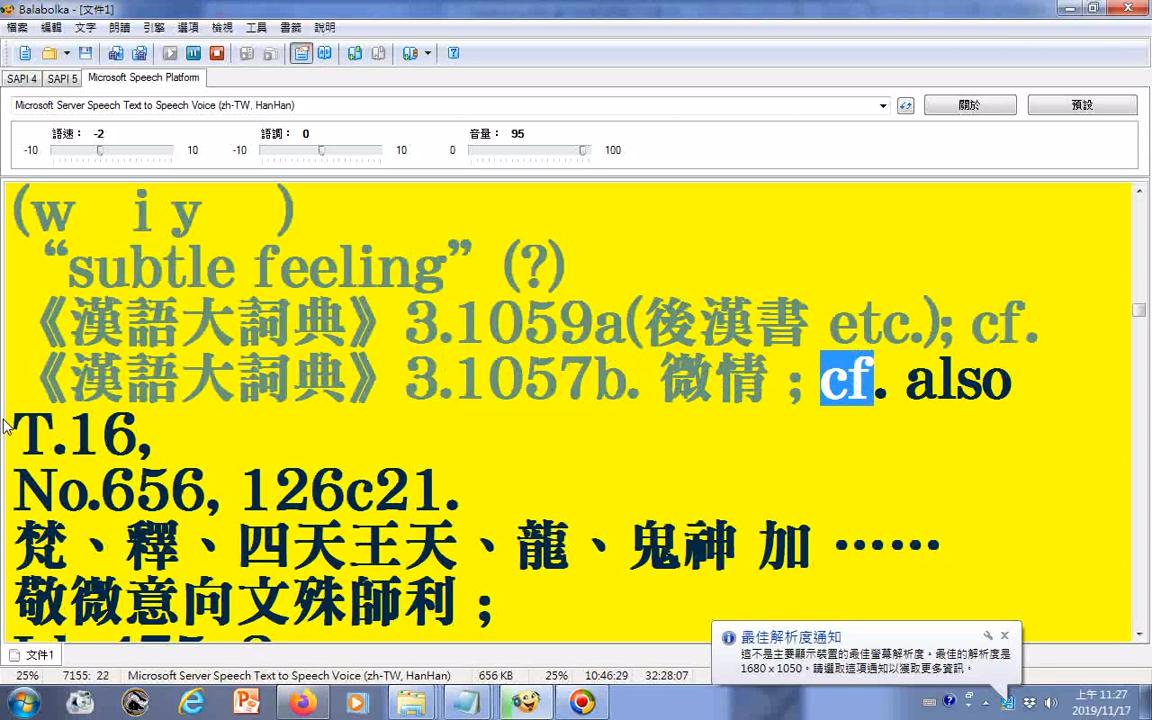 Balabolka - [文件1]
檔案 編輯 文字 朗讀 引擎 選項 檢視 工具 書籤 說明
SAPI 4 SAPI 5 Microsoft Speech Platform
Microsoft Server Speech Text to Speech Voice (zh-TW, HanHan) 關於 預設
語速： -2 語調： 0 音量： 95
-10 10 -10 10 0 100
(w i y )
“subtle feeling” (?)
《漢語大詞典》3.1059a(後漢書 etc.); cf.
《漢語大詞典》3.1057b. 微情；cf. also
T.16,
No.656, 126c21.
梵、釋、四天王天、龍、鬼神 加 ……
敬微意向文殊師利；
最佳解析度通知
這不是主要顯示裝置的最佳螢幕解析度。最佳的解析度是
1680 x 1050。請選取這項通知以獲取更多資訊。
文件1
25% 7155: 22 Microsoft Server Speech Text to Speech Voice (zh-TW, HanHan) 656 KB 25% 10:46:29 32:28:07
上午 11:27
2019/11/17